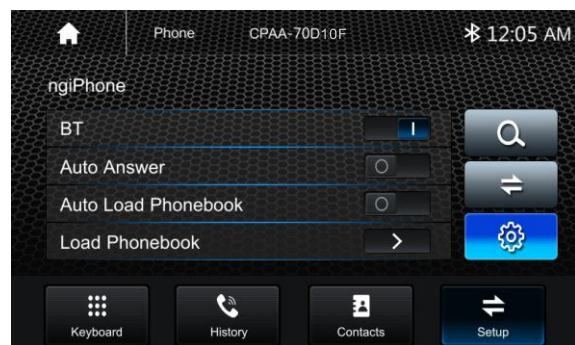 Phone CPAA-70D10F 12:05 AM
ngiPhone
BT
Auto Answer
Auto Load Phonebook
Load Phonebook
Keyboard History Contacts Setup